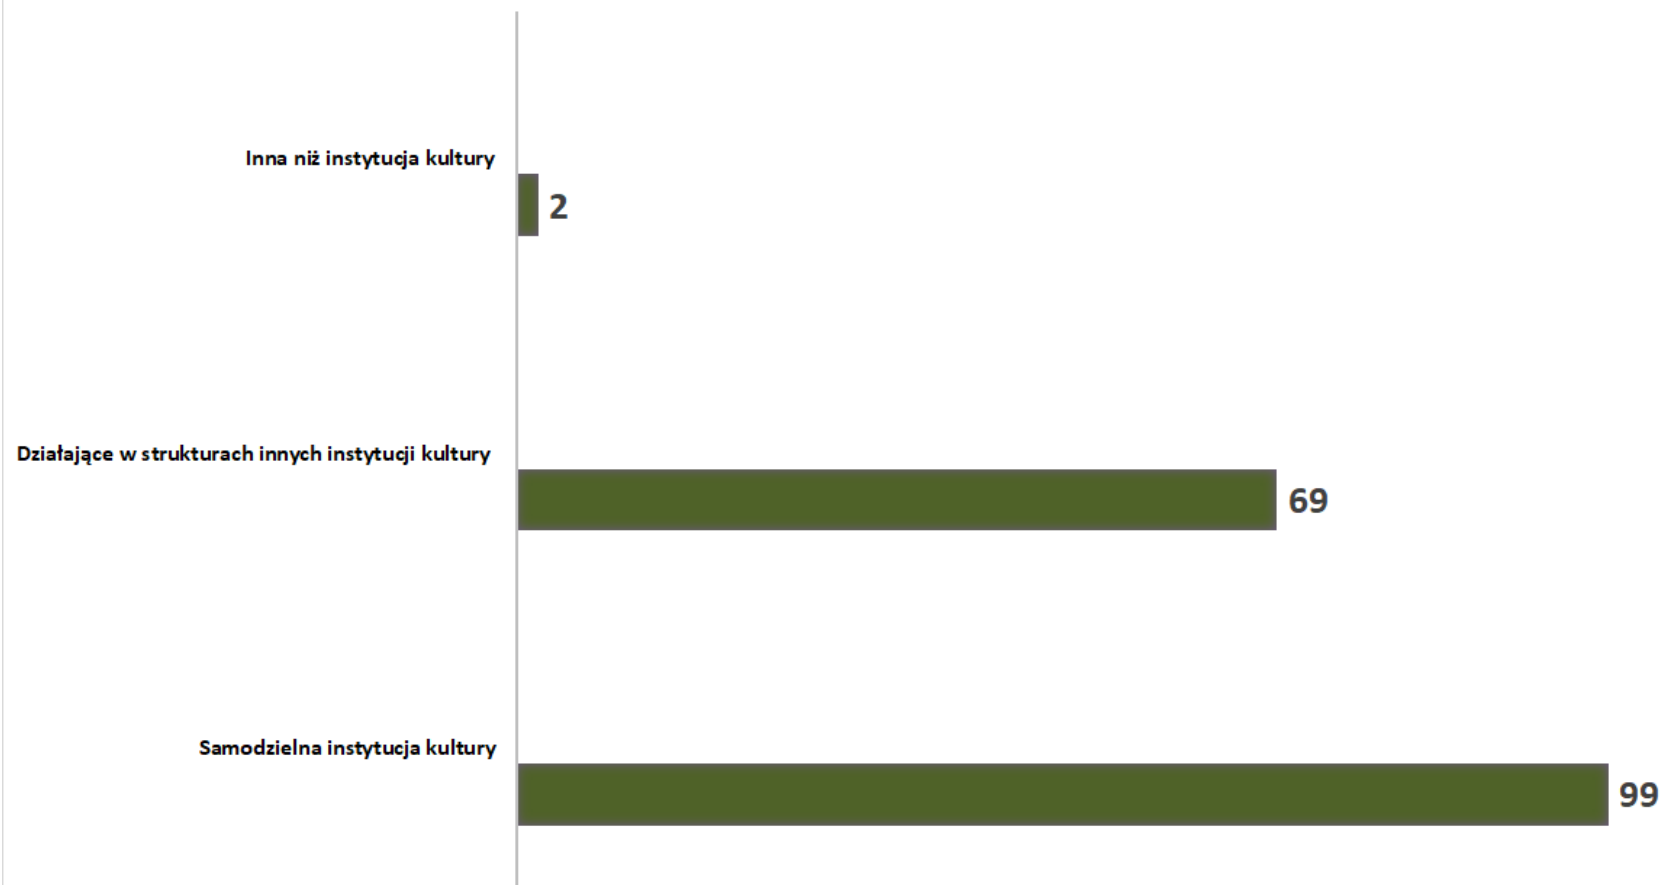 Inna niż instytucja kultury
2
Działające w strukturach innych instytucji kultury
69
Samodzielna instytucja kultury
99